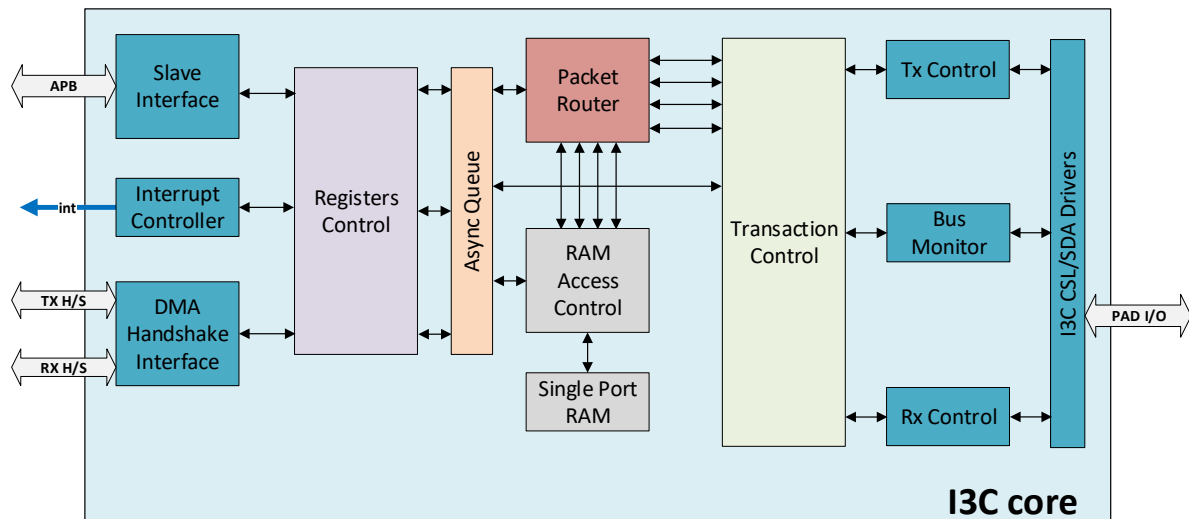 APB
Slave
Interface
int
Interrupt
Controller
TX H/S
RX H/S
DMA
Handshake
Interface
Registers
Control
Async Queue
Packet
Router
RAM
Access
Control
Single Port
RAM
Transaction
Control
Tx Control
Bus
Monitor
Rx Control
I3C CSL/SDA Drivers
PAD I/O
I3C core